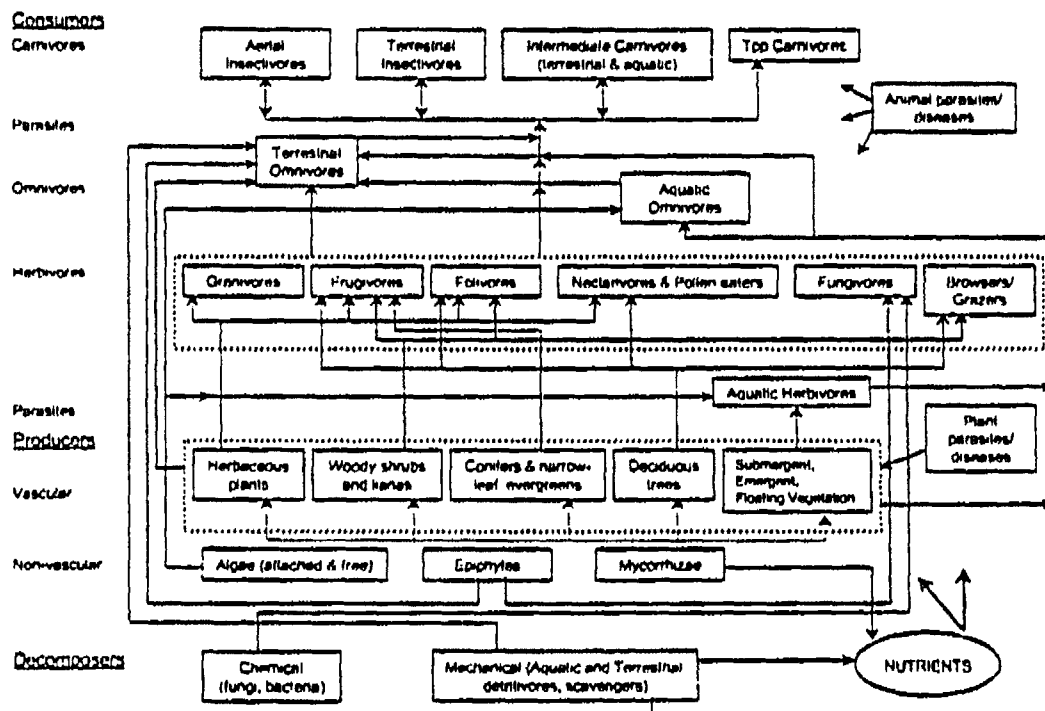 Consumers
Carnivores
Aerial
Insectivores
Terrestrial
Insectivores
Intermediate Carnivores
(terrestrial & aquatic)
Top Carnivores
Animal parasites/
diseases
Parasites
Terrestrial
Omnivores
Omnivores
Aquatic
Omnivores
Herbivores
Granivores
Frugivores
Folivores
Nectarivores & Pollen eaters
Fungivores
Browsers/
Grazers
Aquatic Herbivores
Parasites
Plant
parasites/
diseases
Producers
Herbaceous
plants
Woody shrubs
and lianas
Conifers & narrow-
leaf evergreens
Deciduous
trees
Submergent,
Emergent,
Floating Vegetation
Vascular
Non-vascular
Algae (attached & free)
Epiphytes
Mycorrhizae
Decomposers
Chemical
(fungi, bacteria)
Mechanical (Aquatic and Terrestrial
detritivores, scavengers)
NUTRIENTS